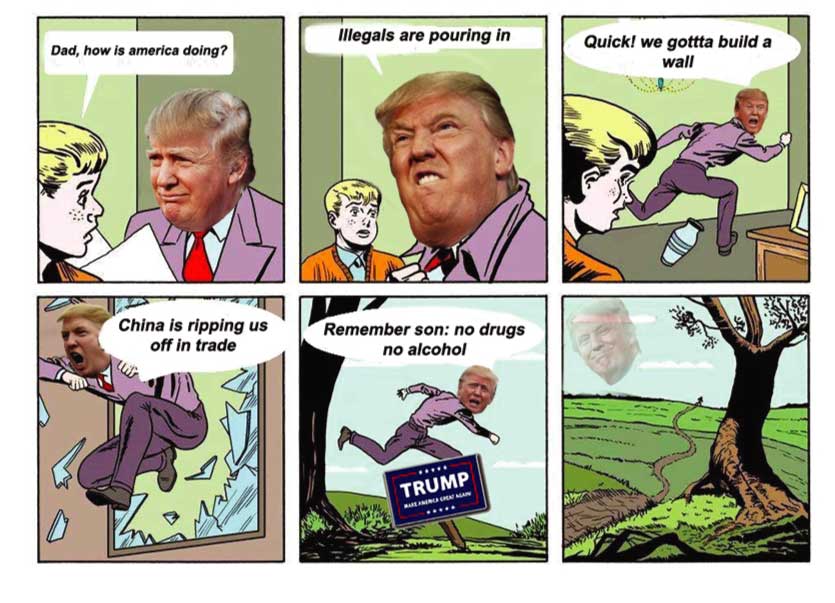 Dad, how is america doing?
Illegals are pouring in
Quick! we gottta build a
wall
China is ripping us
off in trade
Remember son: no drugs
no alcohol
TRUMP
MAKE AMERICA GREAT AGAIN!